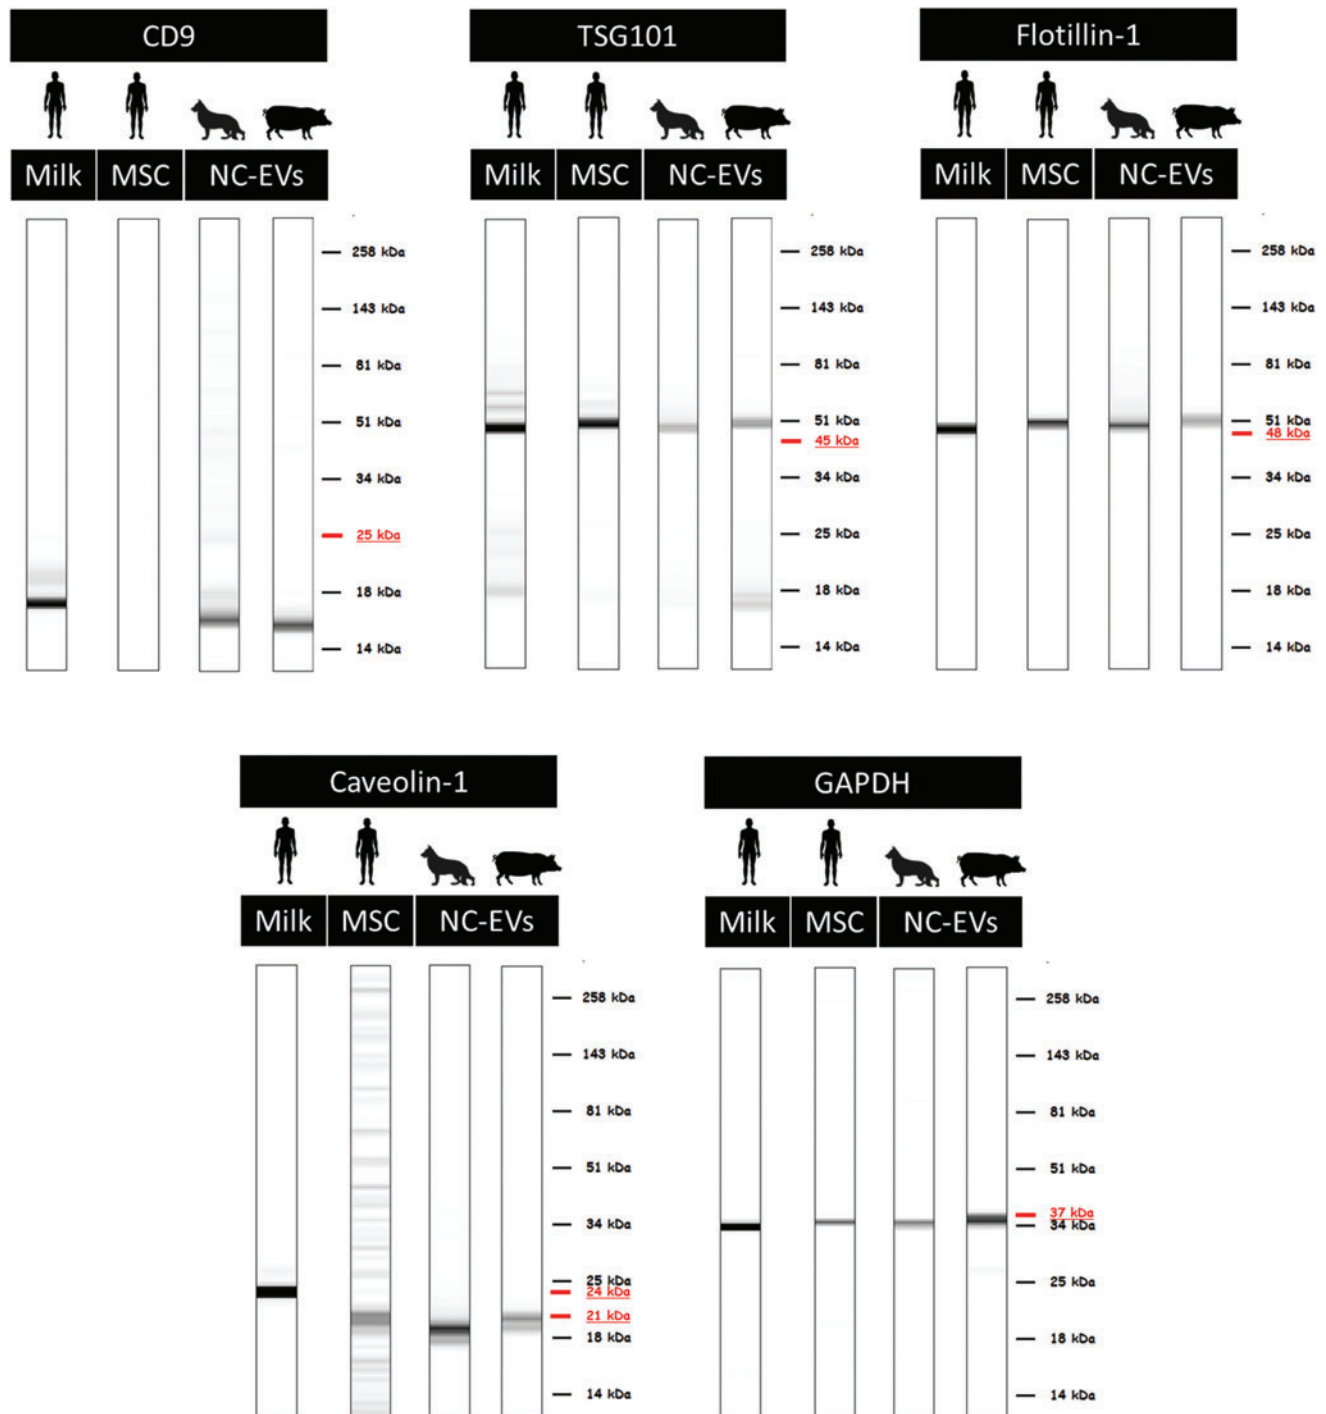 CD9
Milk MSC NC-EVs
258 kDa
143 kDa
81 kDa
51 kDa
34 kDa
25 kDa
18 kDa
14 kDa
TSG101
Milk MSC NC-EVs
258 kDa
143 kDa
81 kDa
51 kDa
45 kDa
34 kDa
25 kDa
18 kDa
14 kDa
Flotillin-1
Milk MSC NC-EVs
258 kDa
143 kDa
81 kDa
51 kDa
48 kDa
34 kDa
25 kDa
18 kDa
14 kDa
Caveolin-1
Milk MSC NC-EVs
258 kDa
143 kDa
81 kDa
51 kDa
34 kDa
25 kDa
24 kDa
21 kDa
18 kDa
14 kDa
GAPDH
Milk MSC NC-EVs
258 kDa
143 kDa
81 kDa
51 kDa
37 kDa
34 kDa
25 kDa
18 kDa
14 kDa